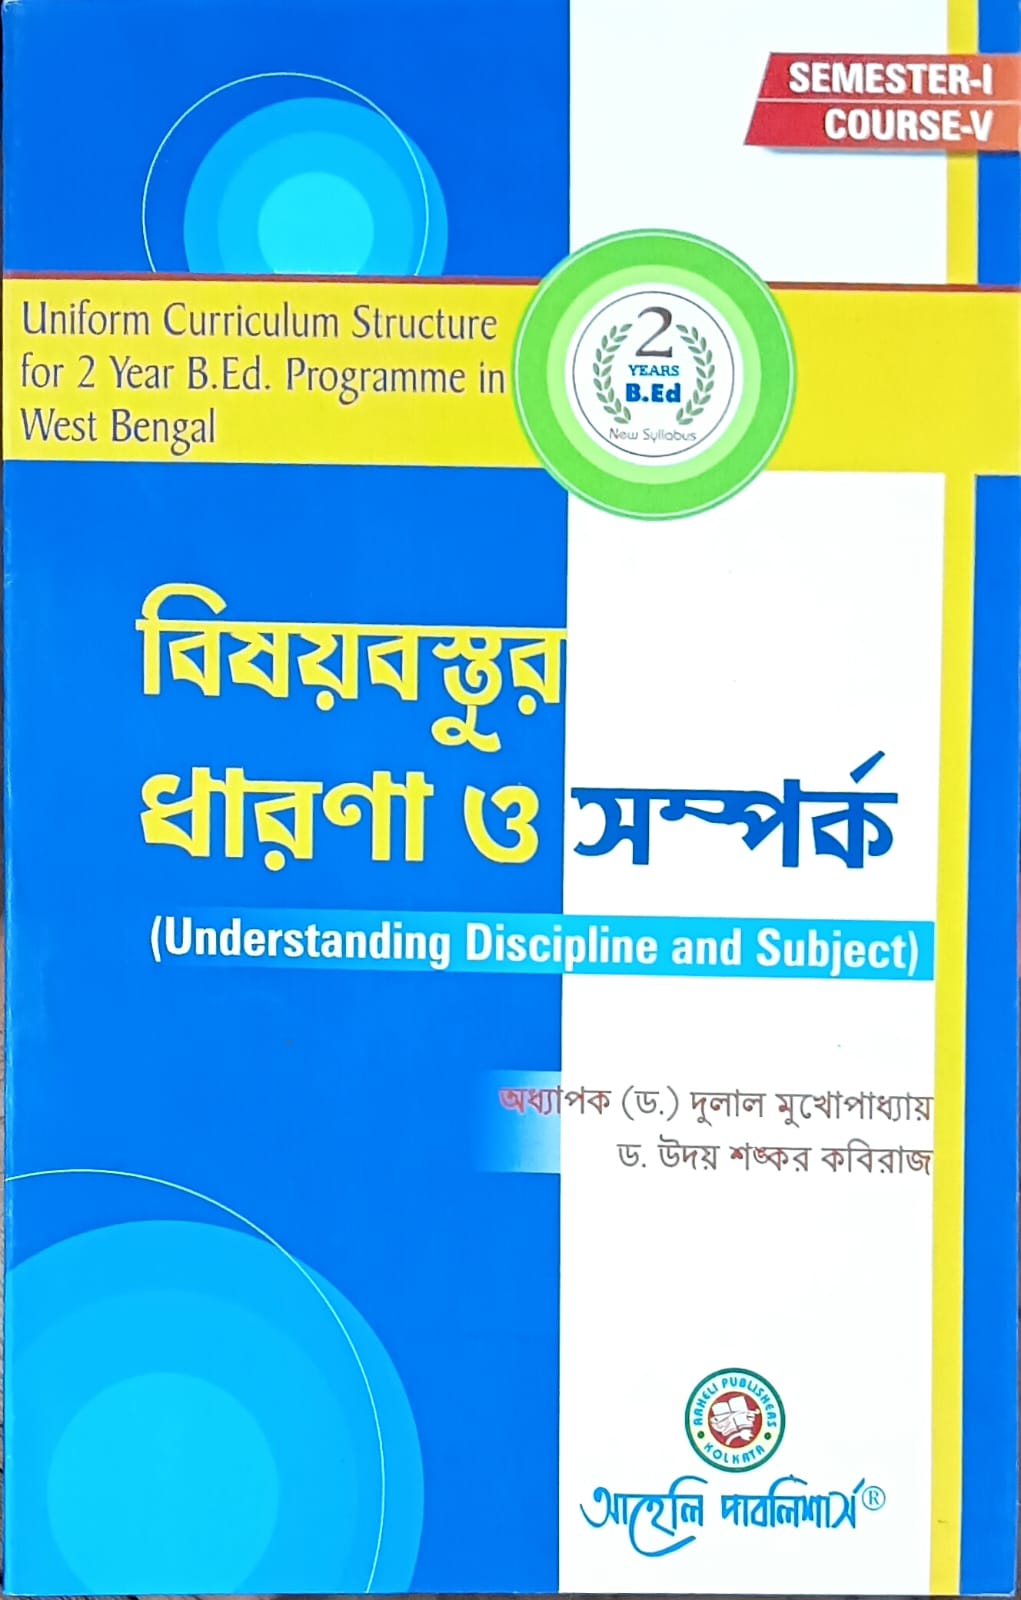 SEMESTER-I
COURSE-V
Uniform Curriculum Structure
for 2 Year B.Ed. Programme in
West Bengal
2
YEARS
B.Ed
New Syllabus
বিষয়বস্তুর
ধারণা ও সম্পর্ক
(Understanding Discipline and Subject)
অধ্যাপক (ড.) দুলাল মুখোপাধ্যায়
ড. উদয় শঙ্কর কবিরাজ
AAHELI PUBLISHERS
KOLKATA
আহেলি পাবলিশার্স®